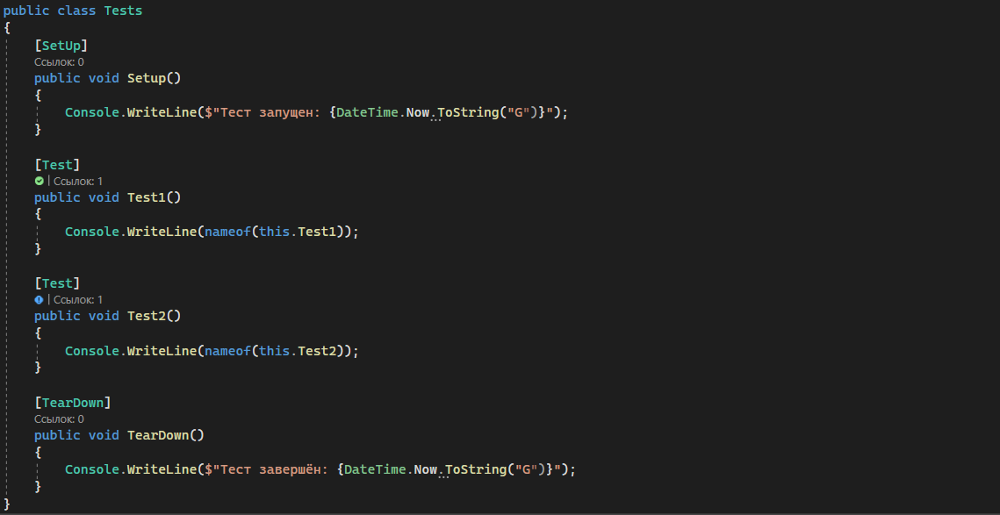 public class Tests
{
[SetUp]
Ссылок: 0
public void Setup()
{
Console.WriteLine($"Тест запущен: {DateTime.Now.ToString("G")}");
}
[Test]
| Ссылок: 1
public void Test1()
{
Console.WriteLine(nameof(this.Test1));
}
[Test]
| Ссылок: 1
public void Test2()
{
Console.WriteLine(nameof(this.Test2));
}
[TearDown]
Ссылок: 0
public void TearDown()
{
Console.WriteLine($"Тест завершён: {DateTime.Now.ToString("G")}");
}
}